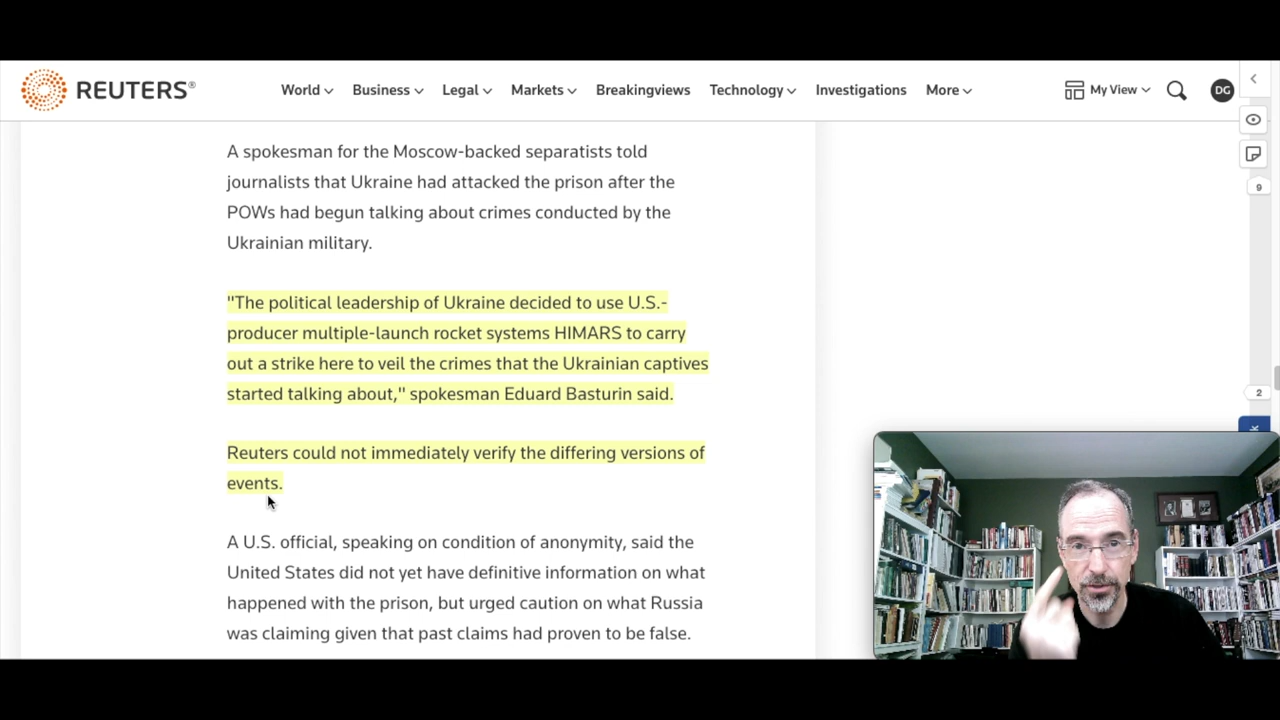 REUTERS®
World
Business
Legal
Markets
Breakingviews
Technology
Investigations
More
My View
DG
A spokesman for the Moscow-backed separatists told
journalists that Ukraine had attacked the prison after the
POWs had begun talking about crimes conducted by the
Ukrainian military.
"The political leadership of Ukraine decided to use U.S.-
producer multiple-launch rocket systems HIMARS to carry
out a strike here to veil the crimes that the Ukrainian captives
started talking about," spokesman Eduard Basturin said.
Reuters could not immediately verify the differing versions of
events.
A U.S. official, speaking on condition of anonymity, said the
United States did not yet have definitive information on what
happened with the prison, but urged caution on what Russia
was claiming given that past claims had proven to be false.
9
2